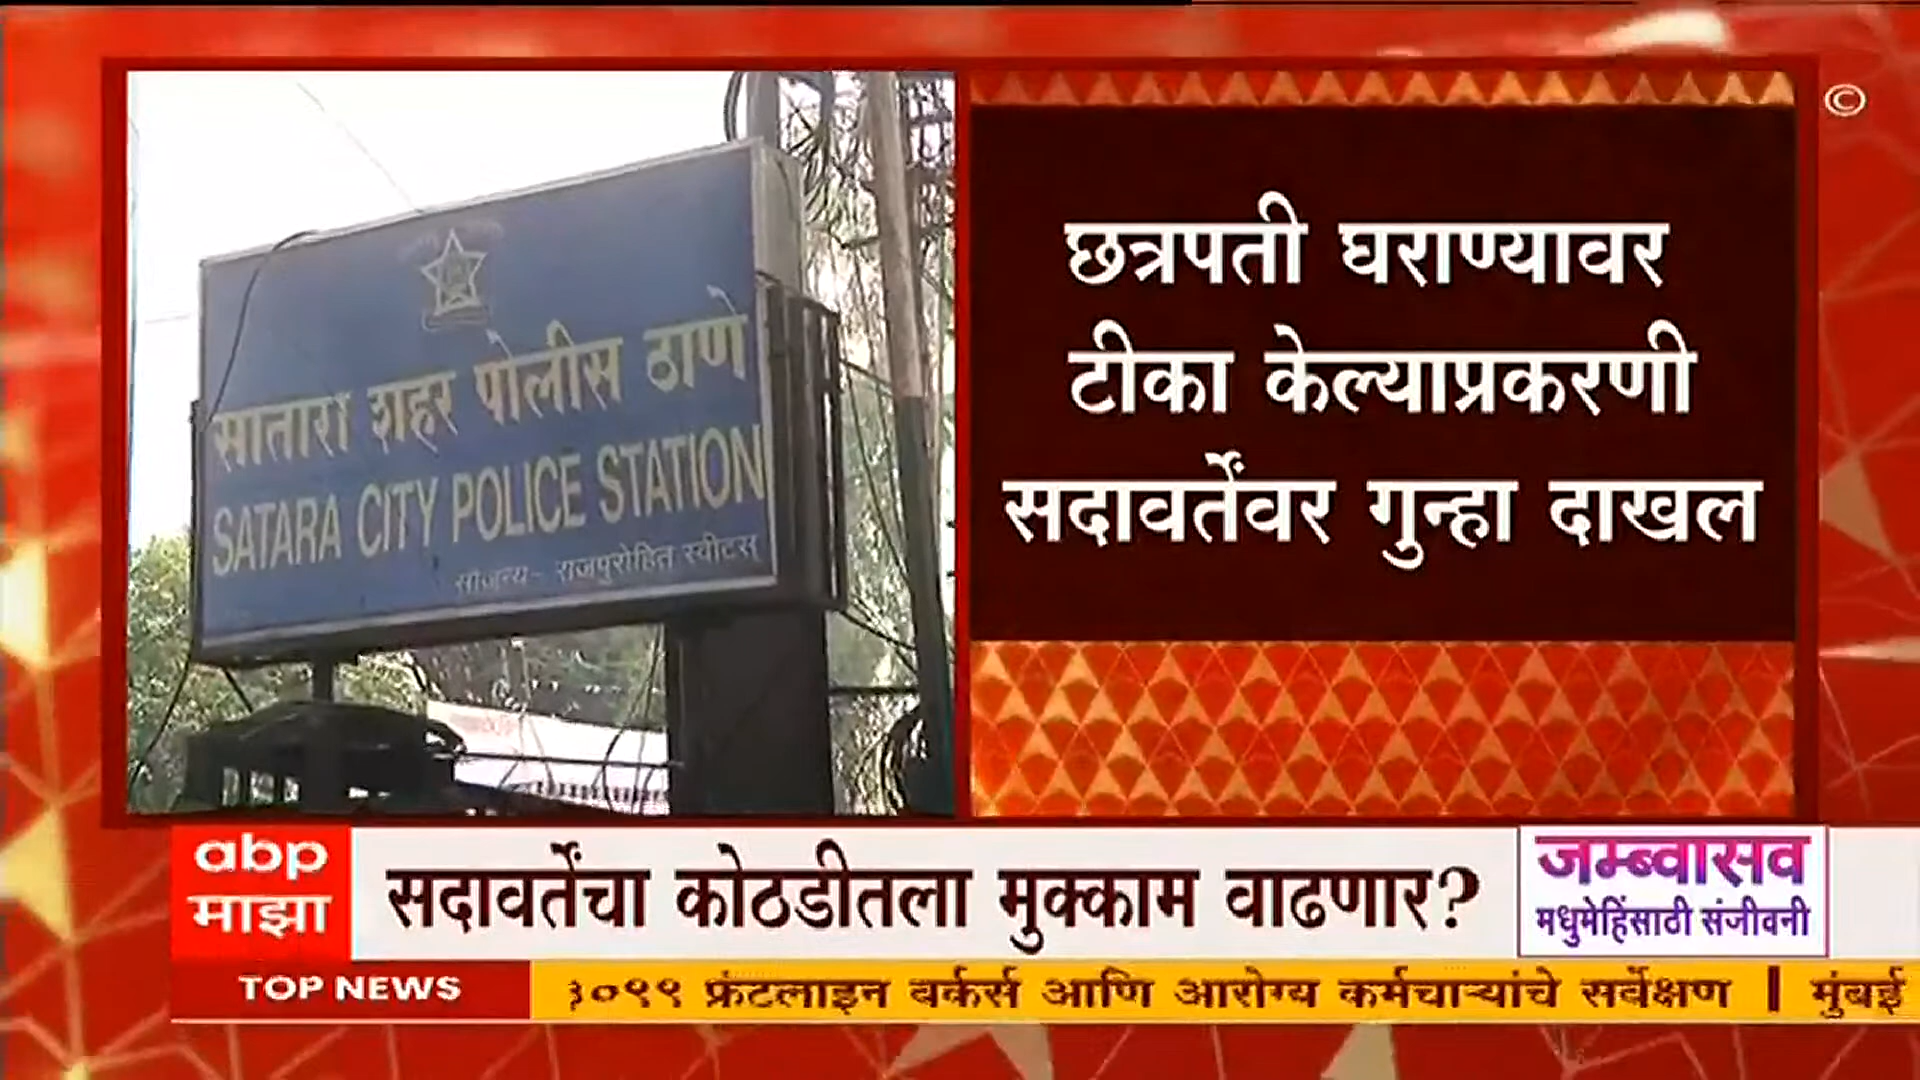 सातारा शहर पोलीस ठाणे
SATARA CITY POLICE STATION
सौजन्य- राजपुरोहित स्वीटस्
©
छत्रपती घराण्यावर
टीका केल्याप्रकरणी
सदावर्तेंवर गुन्हा दाखल
abp
माझा
सदावर्तेंचा कोठडीतला मुक्काम वाढणार?
जम्ब्वासव
मधुमेहिंसाठी संजीवनी
TOP NEWS
३०९९ फ्रंटलाइन वर्कर्स आणि आरोग्य कर्मचाऱ्यांचे सर्वेक्षण | मुंबई